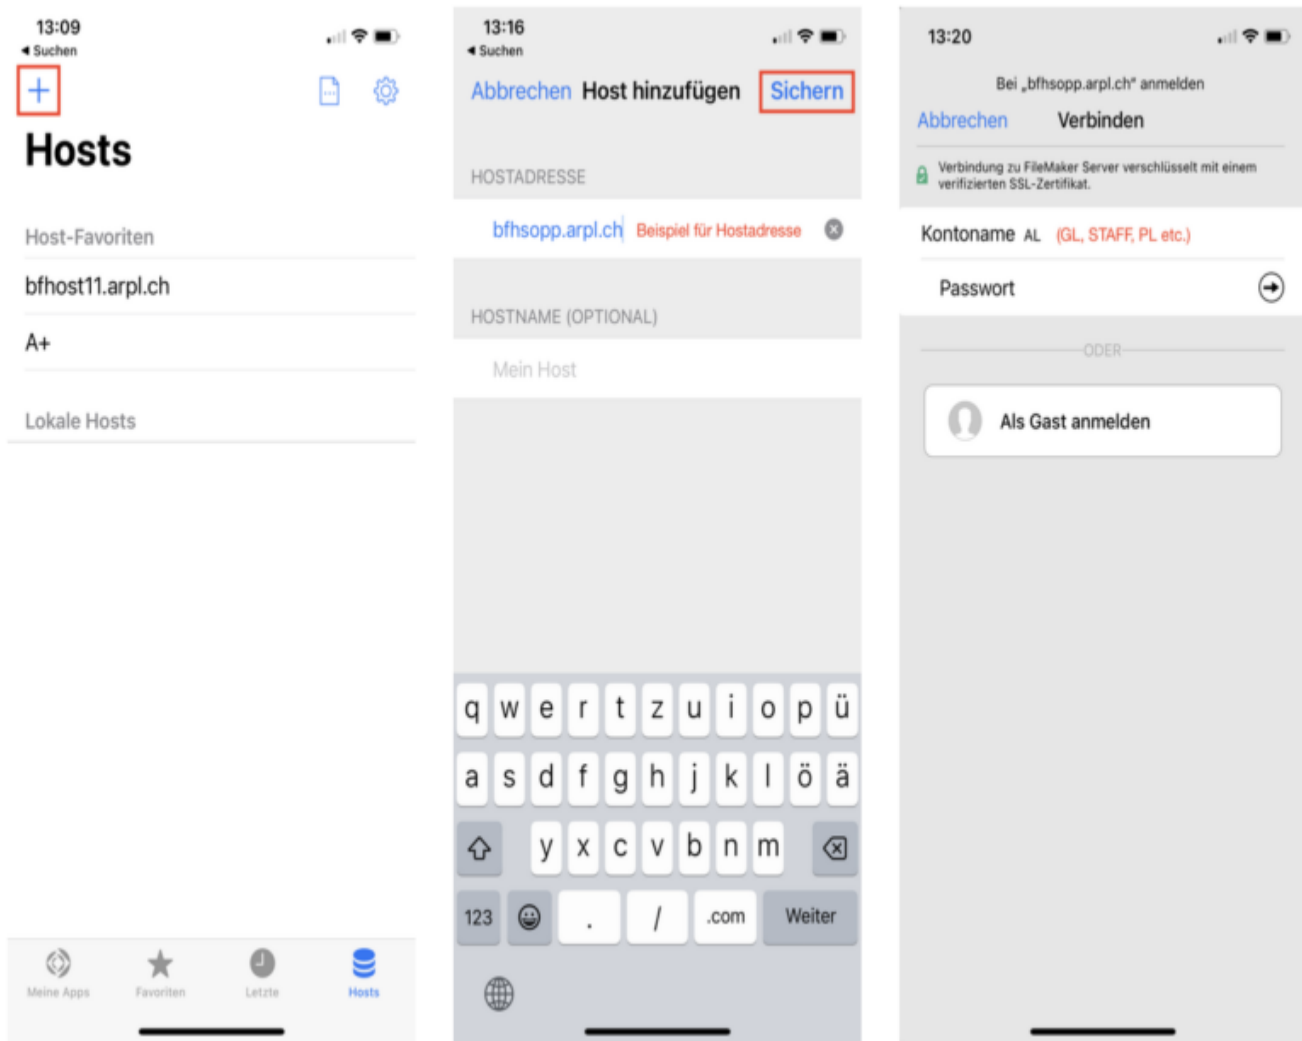 13:09
◀ Suchen
+
Hosts
Host-Favoriten
bfhost11.arpl.ch
A+
Lokale Hosts
Meine Apps
Favoriten
Letzte
Hosts
13:16
◀ Suchen
Abbrechen Host hinzufügen Sichern
HOSTADRESSE
bfhsopp.arpl.ch Beispiel für Hostadresse
HOSTNAME (OPTIONAL)
Mein Host
q w e r t z u i o p ü
a s d f g h j k l ö ä
y x c v b n m
123 . / .com Weiter
13:20
Bei „bfhsopp.arpl.ch“ anmelden
Abbrechen Verbinden
Verbindung zu FileMaker Server verschlüsselt mit einem
verifizierten SSL-Zertifikat.
Kontoname AL (GL, STAFF, PL etc.)
Passwort
ODER
Als Gast anmelden